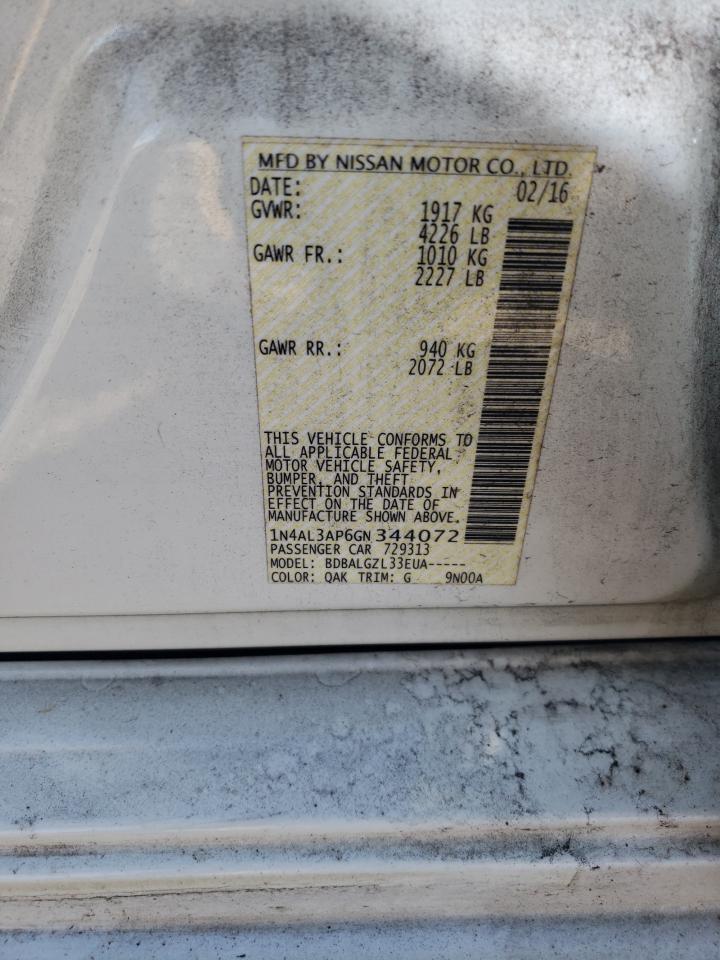 MFD BY NISSAN MOTOR CO., LTD.
DATE: 02/16
GVWR: 1917 KG
4226 LB
GAWR FR.: 1010 KG
2227 LB
GAWR RR.: 940 KG
2072 LB
THIS VEHICLE CONFORMS TO
ALL APPLICABLE FEDERAL
MOTOR VEHICLE SAFETY,
BUMPER, AND THEFT
PREVENTION STANDARDS IN
EFFECT ON THE DATE OF
MANUFACTURE SHOWN ABOVE.
1N4AL3AP6GN344072
PASSENGER CAR 729313
MODEL: BDBALGZL33EUA-----
COLOR: QAK TRIM: G 9N00A